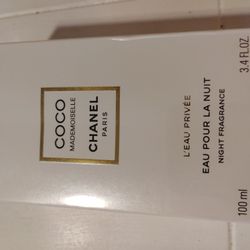 COCO
MADEMOISELLE
CHANEL
PARIS
L'EAU PRIVÉE
EAU POUR LA NUIT
NIGHT FRAGRANCE
100 ml
3.4 FL.OZ.